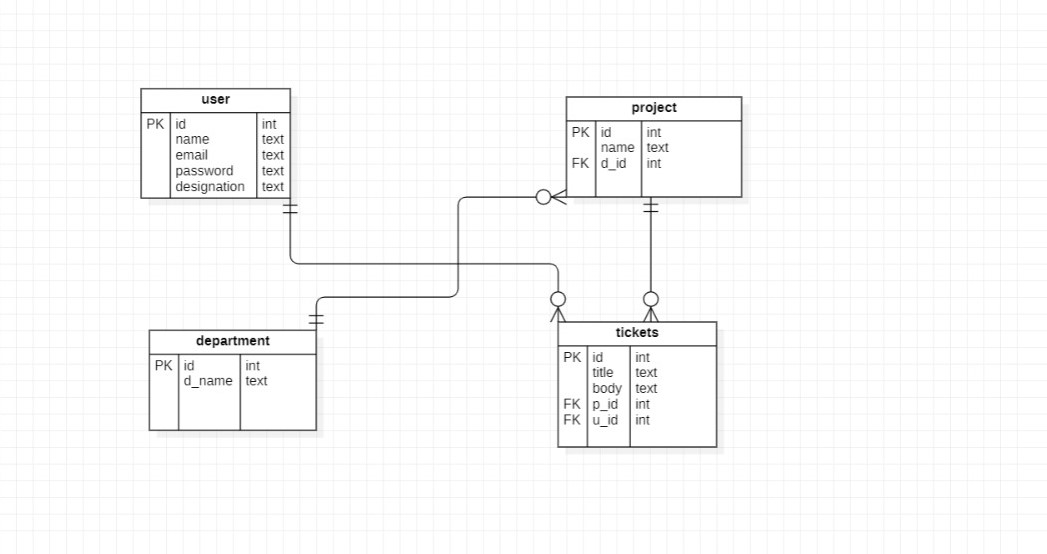 user
PK id int
name text
email text
password text
designation text
project
PK id int
name text
FK d_id int
department
PK id int
d_name text
tickets
PK id int
title text
body text
FK p_id int
FK u_id int